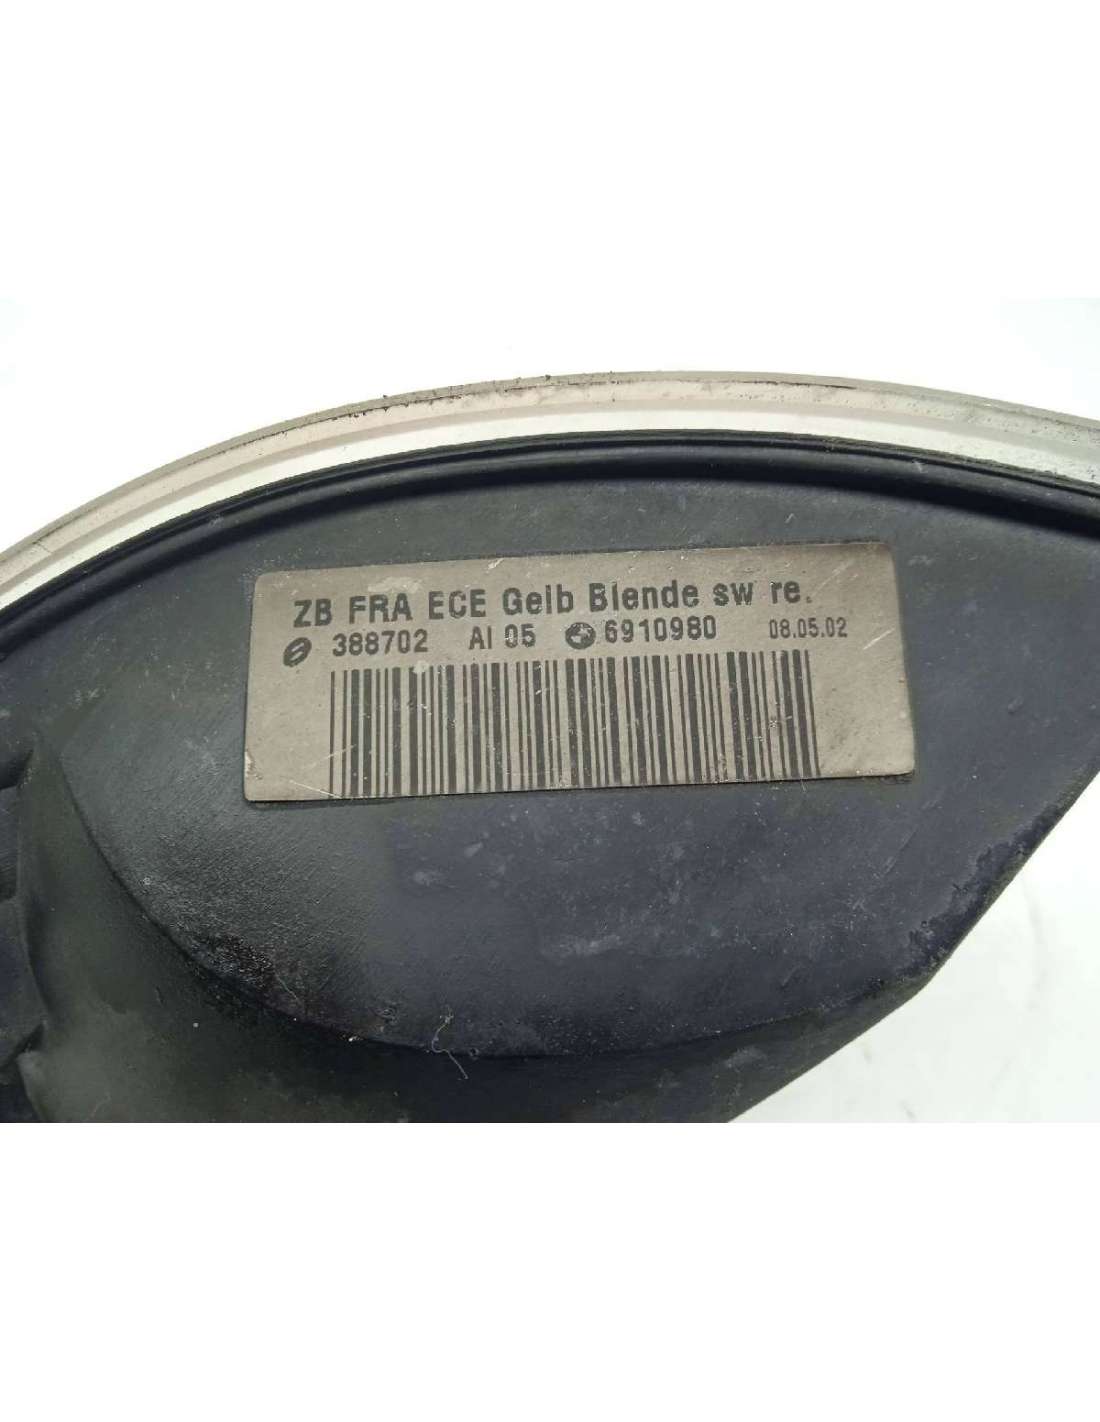 ZB FRA ECE Gelb Blende sw re.
388702 AI 05 6910980 08.05.02